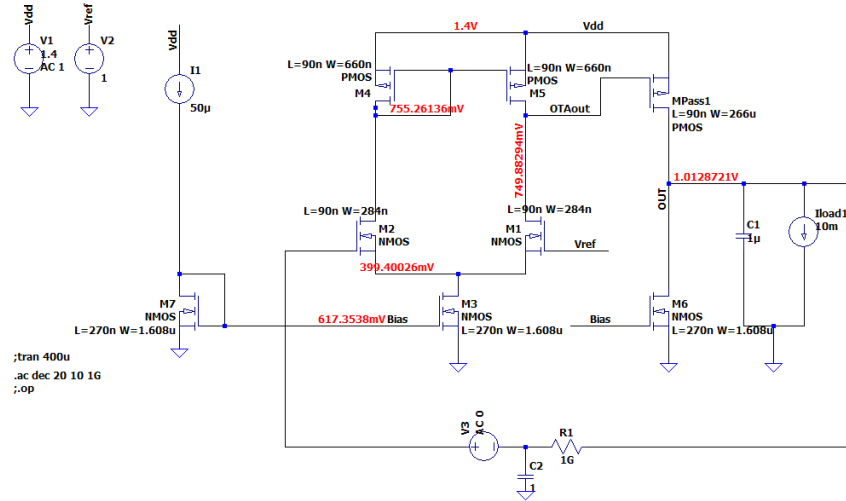 Vdd
Vref
V1
1.4
AC 1
V2
1
Vdd
I1
50µ
1.4V
Vdd
L=90n W=660n
PMOS
M4
L=90n W=660n
PMOS
M5
755.26136mV
OTAout
MPass1
L=90n W=266u
PMOS
749.88294mV
1.0128721V
OUT
L=90n W=284n
M2
NMOS
L=90n W=284n
M1
NMOS
Vref
399.40026mV
C1
1µ
Iload1
10m
M7
NMOS
L=270n W=1.608u
617.3538mV
Bias
M3
NMOS
L=270n W=1.608u
Bias
M6
NMOS
L=270n W=1.608u
;tran 400u
.ac dec 20 10 1G
;.op
V3
AC 0
R1
1G
C2
1